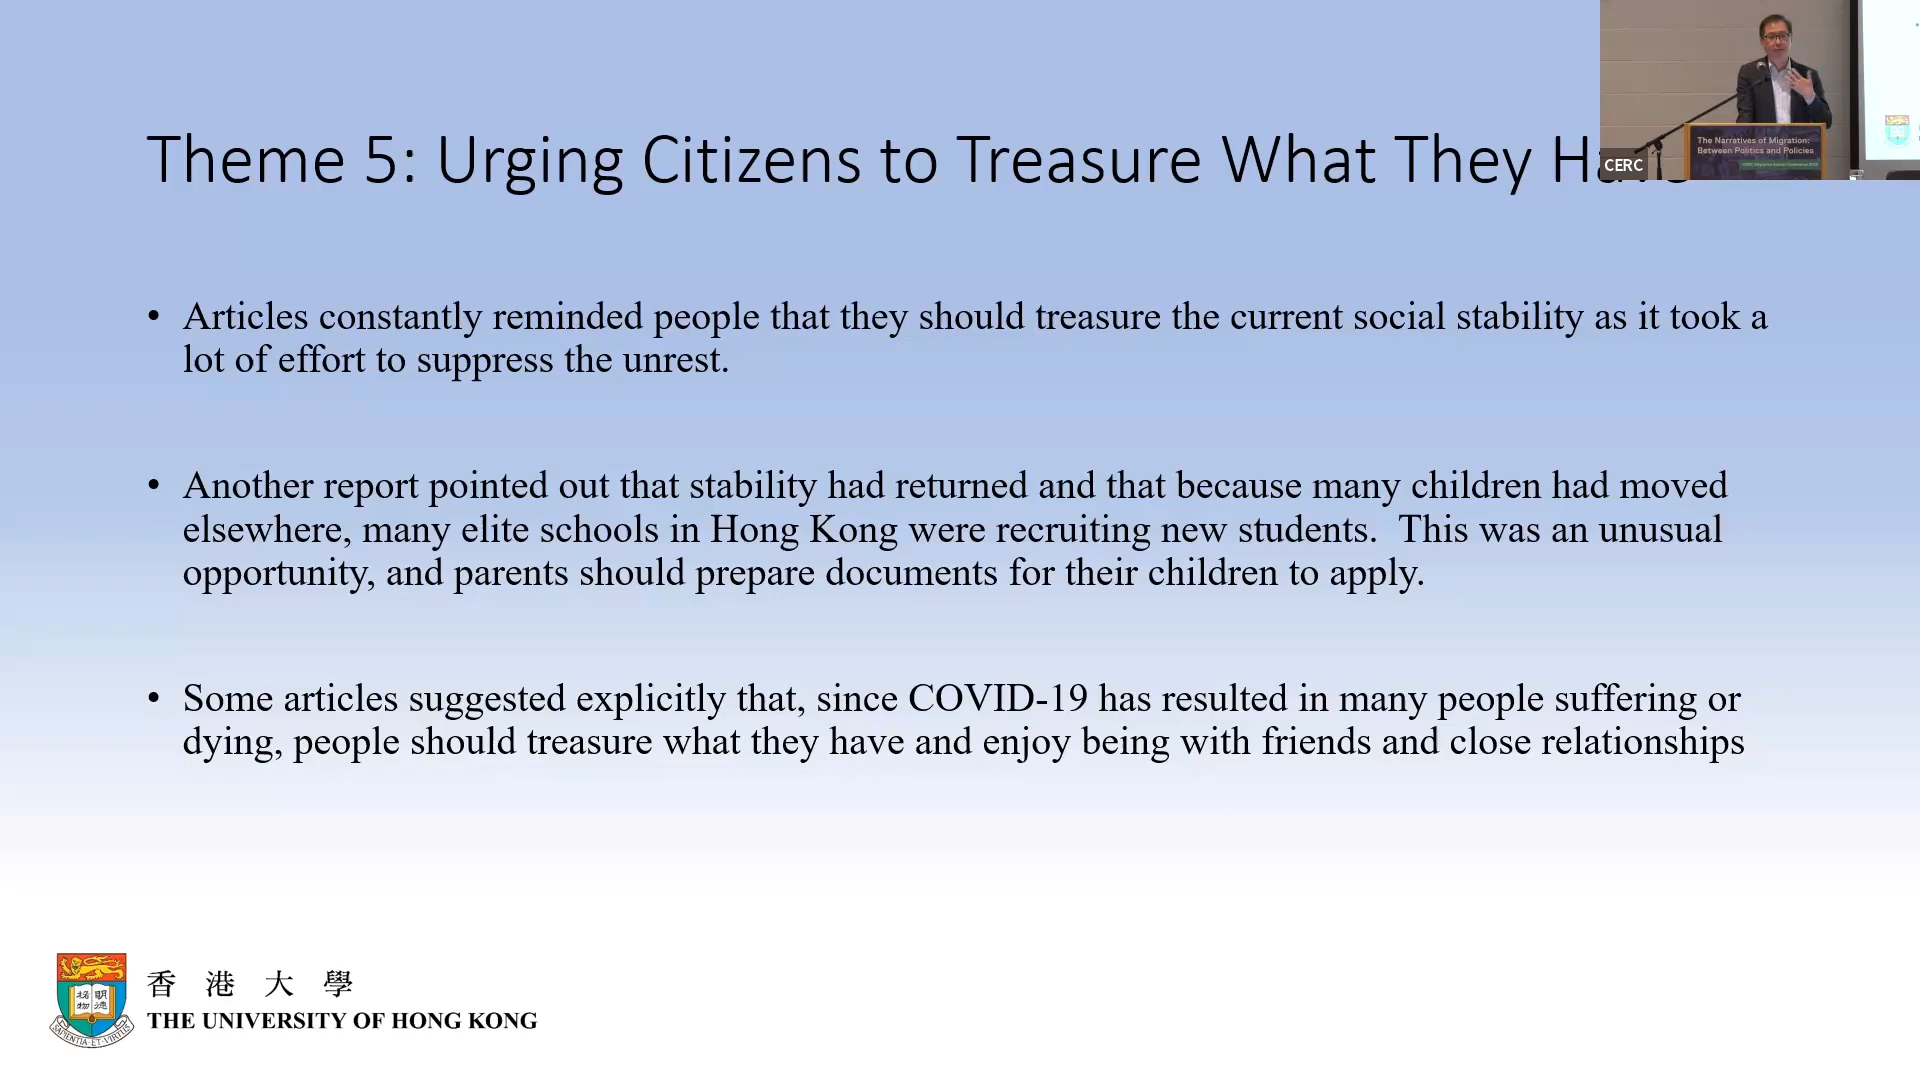 Theme 5: Urging Citizens to Treasure What They Have
• Articles constantly reminded people that they should treasure the current social stability as it took a
lot of effort to suppress the unrest.
• Another report pointed out that stability had returned and that because many children had moved
elsewhere, many elite schools in Hong Kong were recruiting new students. This was an unusual
opportunity, and parents should prepare documents for their children to apply.
• Some articles suggested explicitly that, since COVID-19 has resulted in many people suffering or
dying, people should treasure what they have and enjoy being with friends and close relationships
CERC
The Narratives of Migration:
Between Politics and Policies
香港大學
THE UNIVERSITY OF HONG KONG
SAPIENTIA·ET·VIRTUS